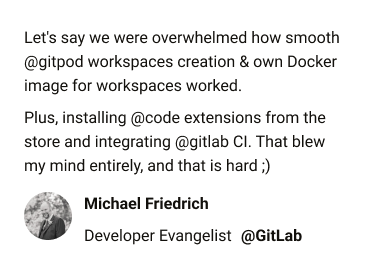 Let's say we were overwhelmed how smooth
@gitpod workspaces creation & own Docker
image for workspaces worked.
Plus, installing @code extensions from the
store and integrating @gitlab CI. That blew
my mind entirely, and that is hard ;)
Michael Friedrich
Developer Evangelist @GitLab